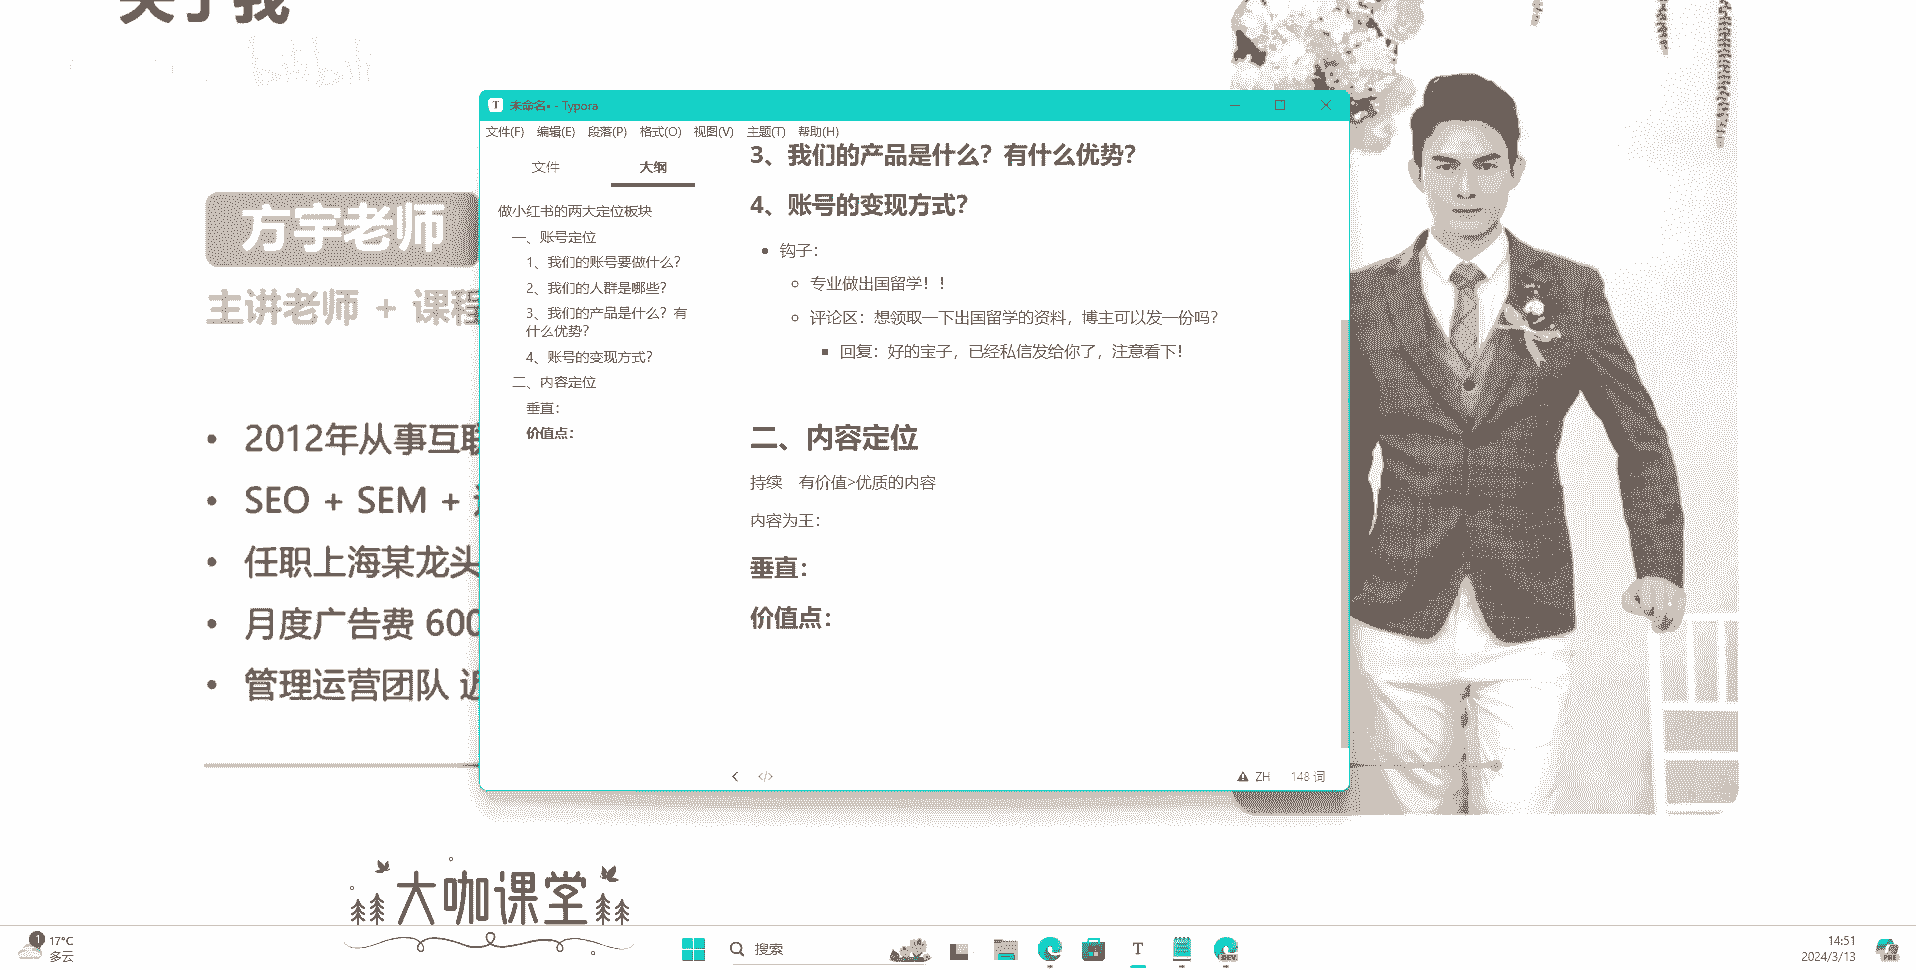 关于我
bilibili
方宇老师
主讲老师 + 课程
2012年从事互联
SEO + SEM +
任职上海某龙头
月度广告费 600
管理运营团队 近
未命名• - Typora
文件(F) 编辑(E) 段落(P) 格式(O) 视图(V) 主题(T) 帮助(H)
文件 大纲
做小红书的两大定位板块
一、账号定位
1、我们的账号要做什么？
2、我们的人群是哪些？
3、我们的产品是什么？有
什么优势？
4、账号的变现方式？
二、内容定位
垂直：
价值点：
3、我们的产品是什么？有什么优势？
4、账号的变现方式？
钩子：
专业做出国留学！！
评论区：想领取一下出国留学的资料，博主可以发一份吗？
回复：好的宝子，已经私信发给你了，注意看下！
二、内容定位
持续 有价值>优质的内容
内容为王：
垂直：
价值点：
ZH 148 词
大咖课堂
1 17°C
多云
搜索
DEV
14:51
2024/3/13
PRE